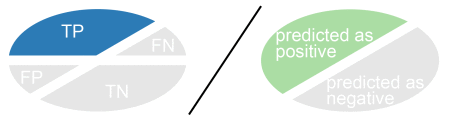 TP
FN
FP
TN
predicted as
positive
predicted as
negative